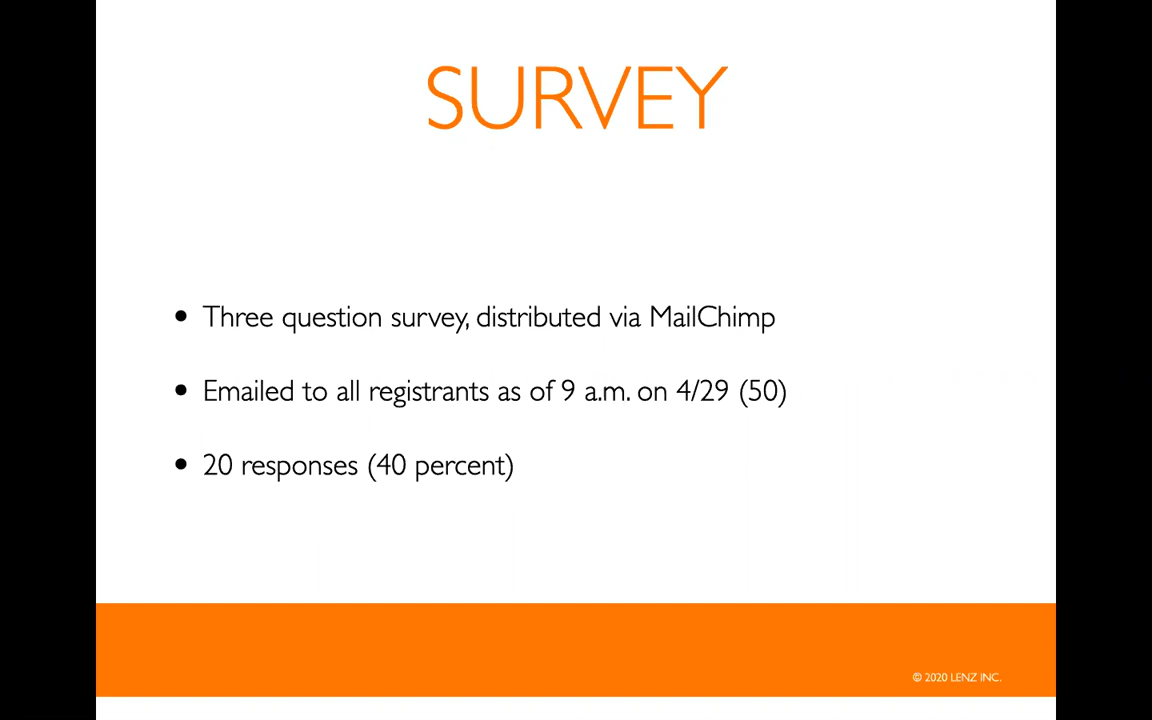 SURVEY
• Three question survey, distributed via MailChimp
• Emailed to all registrants as of 9 a.m. on 4/29 (50)
• 20 responses (40 percent)
© 2020 LENZ INC.